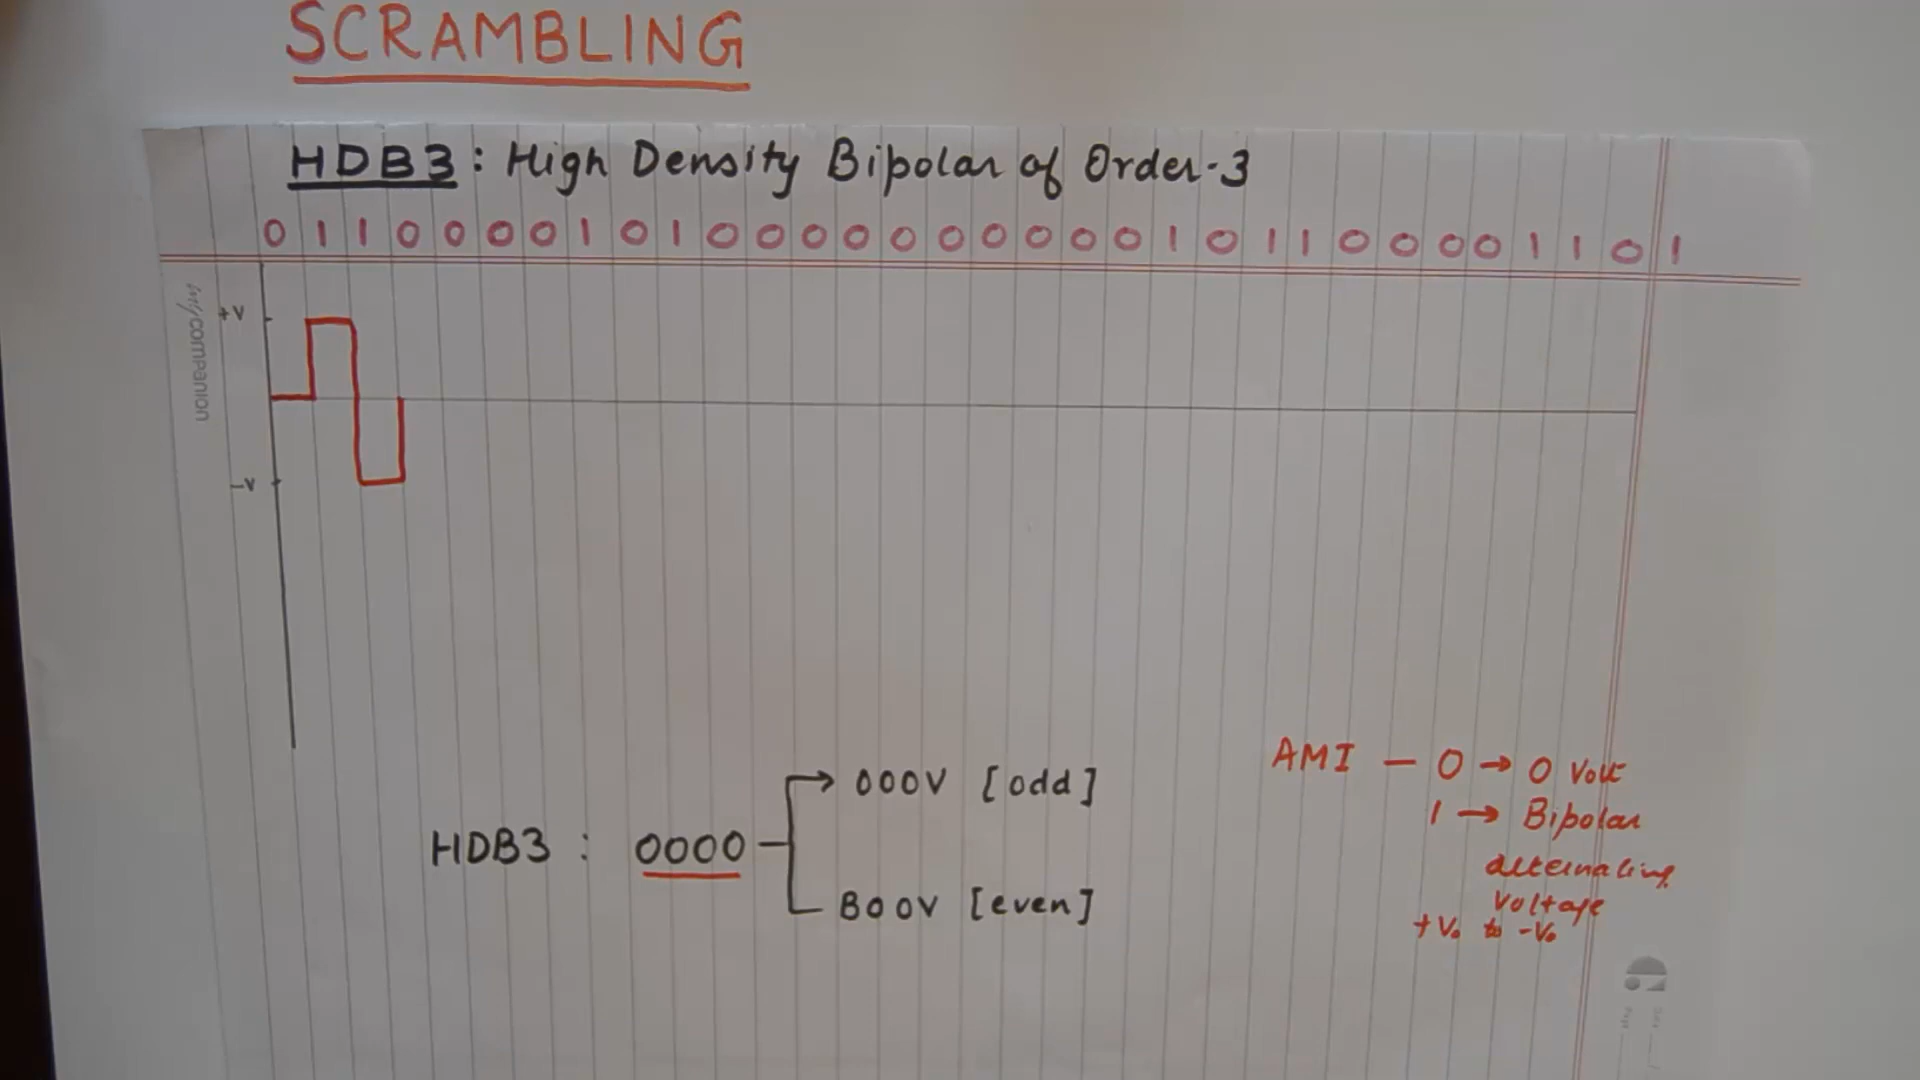 SCRAMBLING
HDB3 : High Density Bipolar of Order-3
0 1 1 0 0 0 0 1 0 1 0 0 0 0 0 0 0 0 0 0 1 0 1 1 0 0 0 0 1 1 0 1
companion
+V
-V
000V [odd]
HDB3 : 0000
B00V [even]
AMI — 0 → 0 Volt
1 → Bipolar
alternating
voltage
+V₀ to -V₀